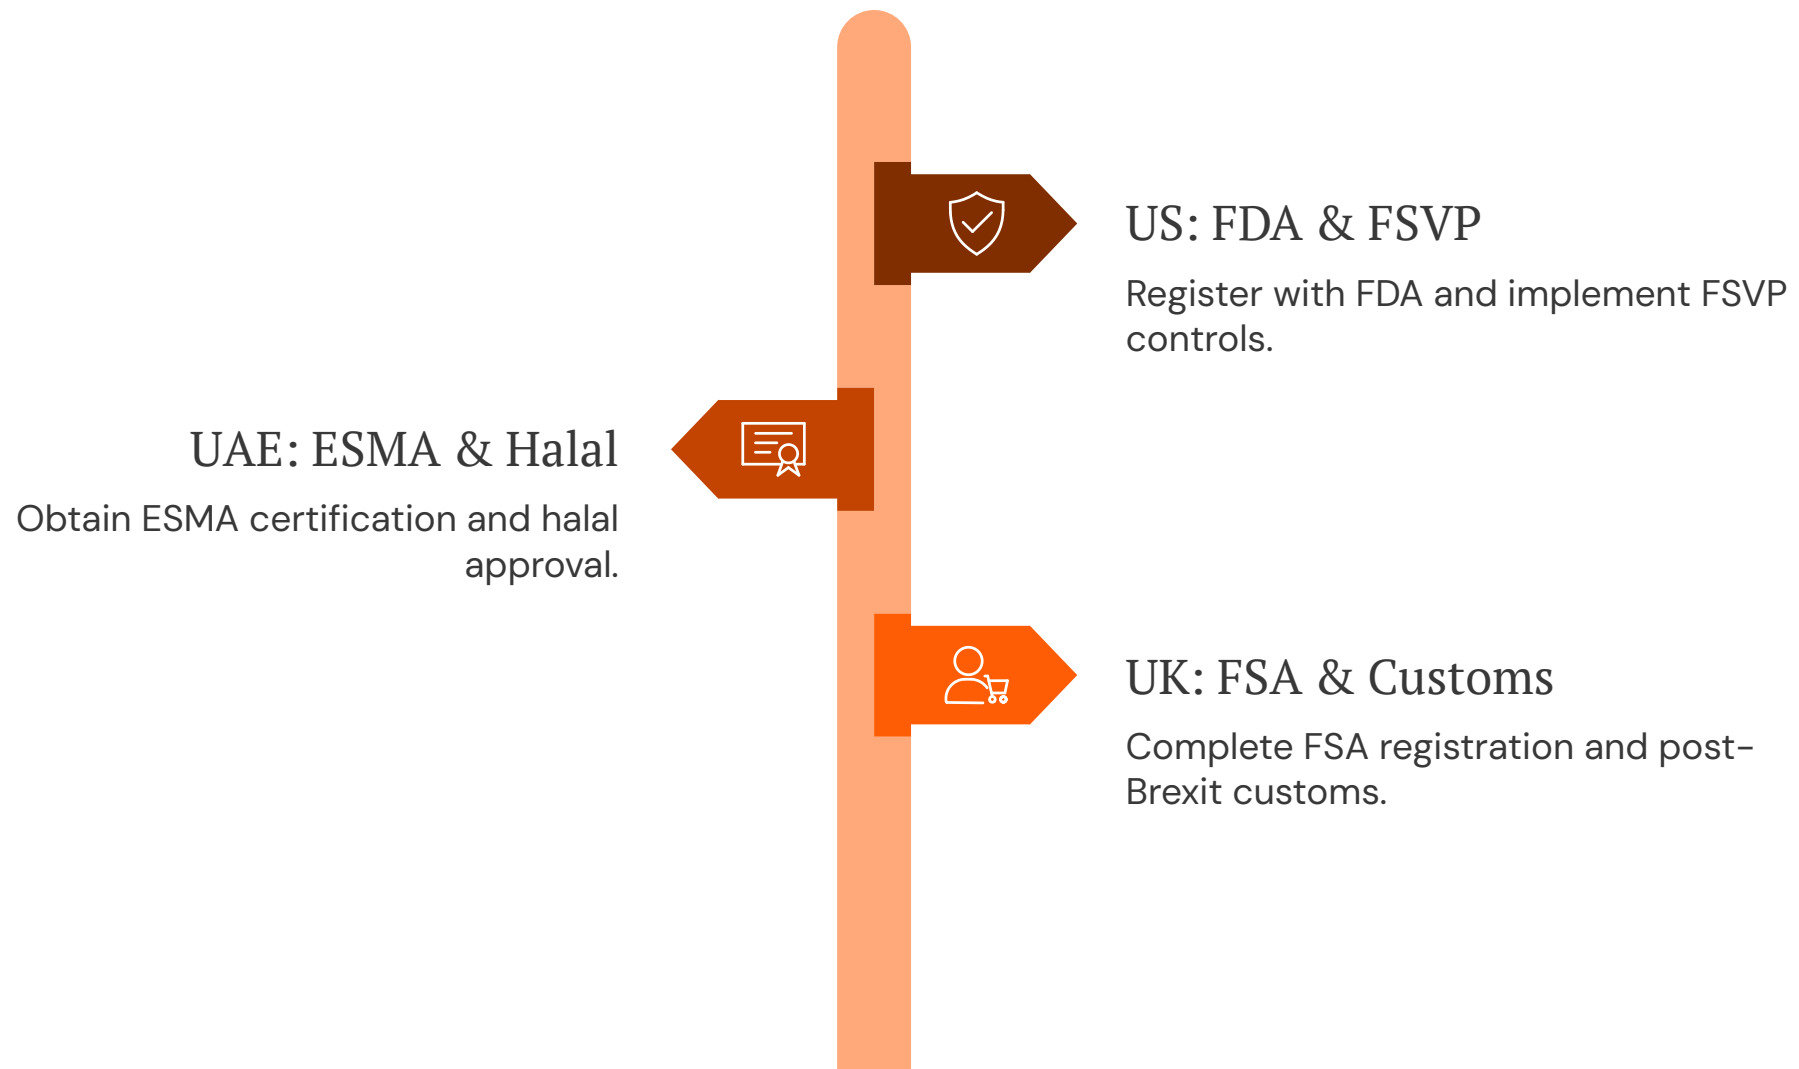 US: FDA & FSVP
Register with FDA and implement FSVP
controls.
UAE: ESMA & Halal
Obtain ESMA certification and halal
approval.
UK: FSA & Customs
Complete FSA registration and post-
Brexit customs.